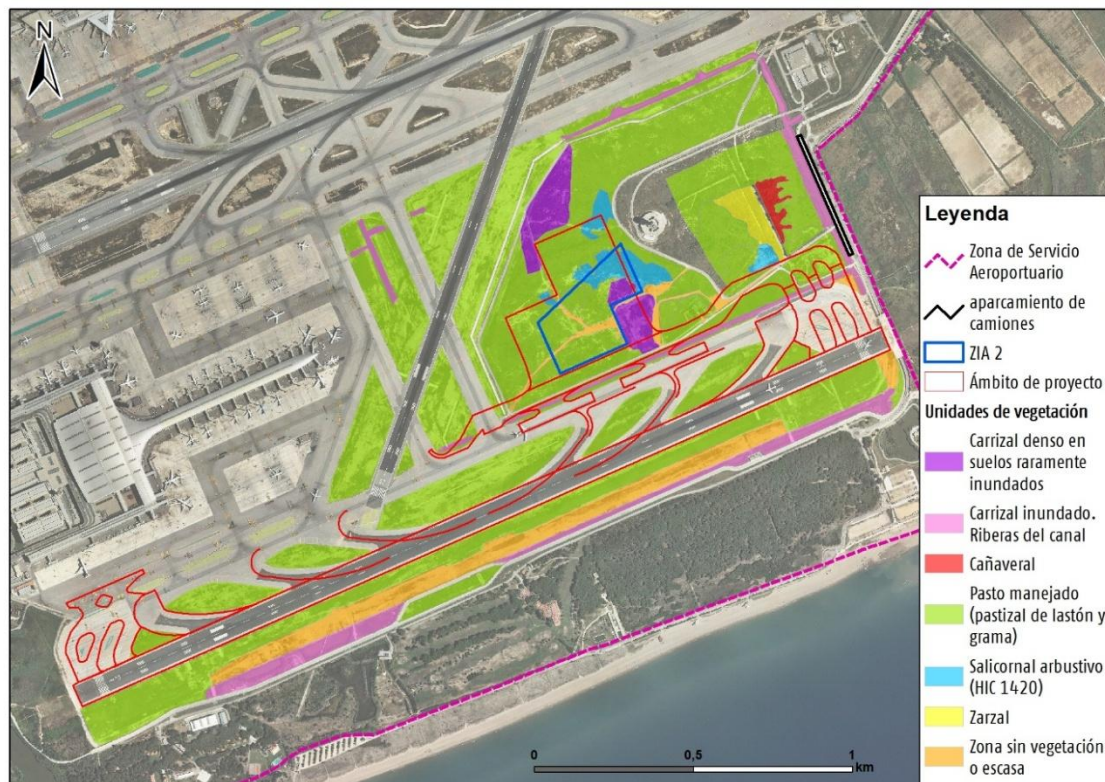 N
Leyenda
Zona de Servicio
Aeroportuario
aparcamiento de
camiones
ZIA 2
Ámbito de proyecto
Unidades de vegetación
Carrizal denso en
suelos raramente
inundados
Carrizal inundado.
Riberas del canal
Cañaveral
Pasto manejado
(pastizal de lastón y
grama)
Salicornal arbustivo
(HIC 1420)
Zarzal
Zona sin vegetación
o escasa
0 0,5 1
km